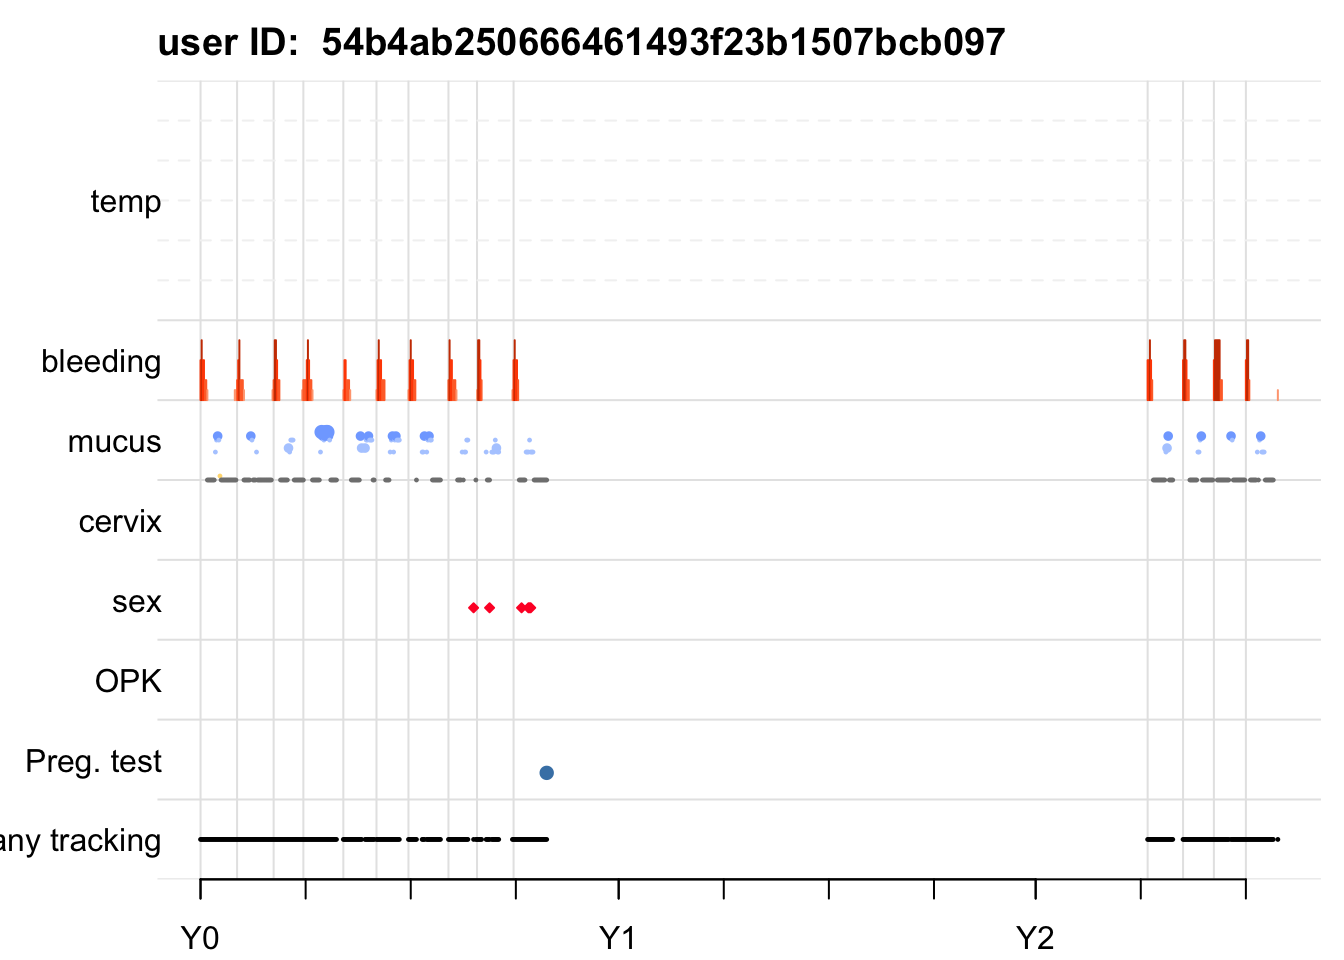 user ID:  54b4ab250666461493f23b1507bcb097
temp
bleeding
mucus
cervix
sex
OPK
Preg. test
any tracking
Y0 Y1 Y2